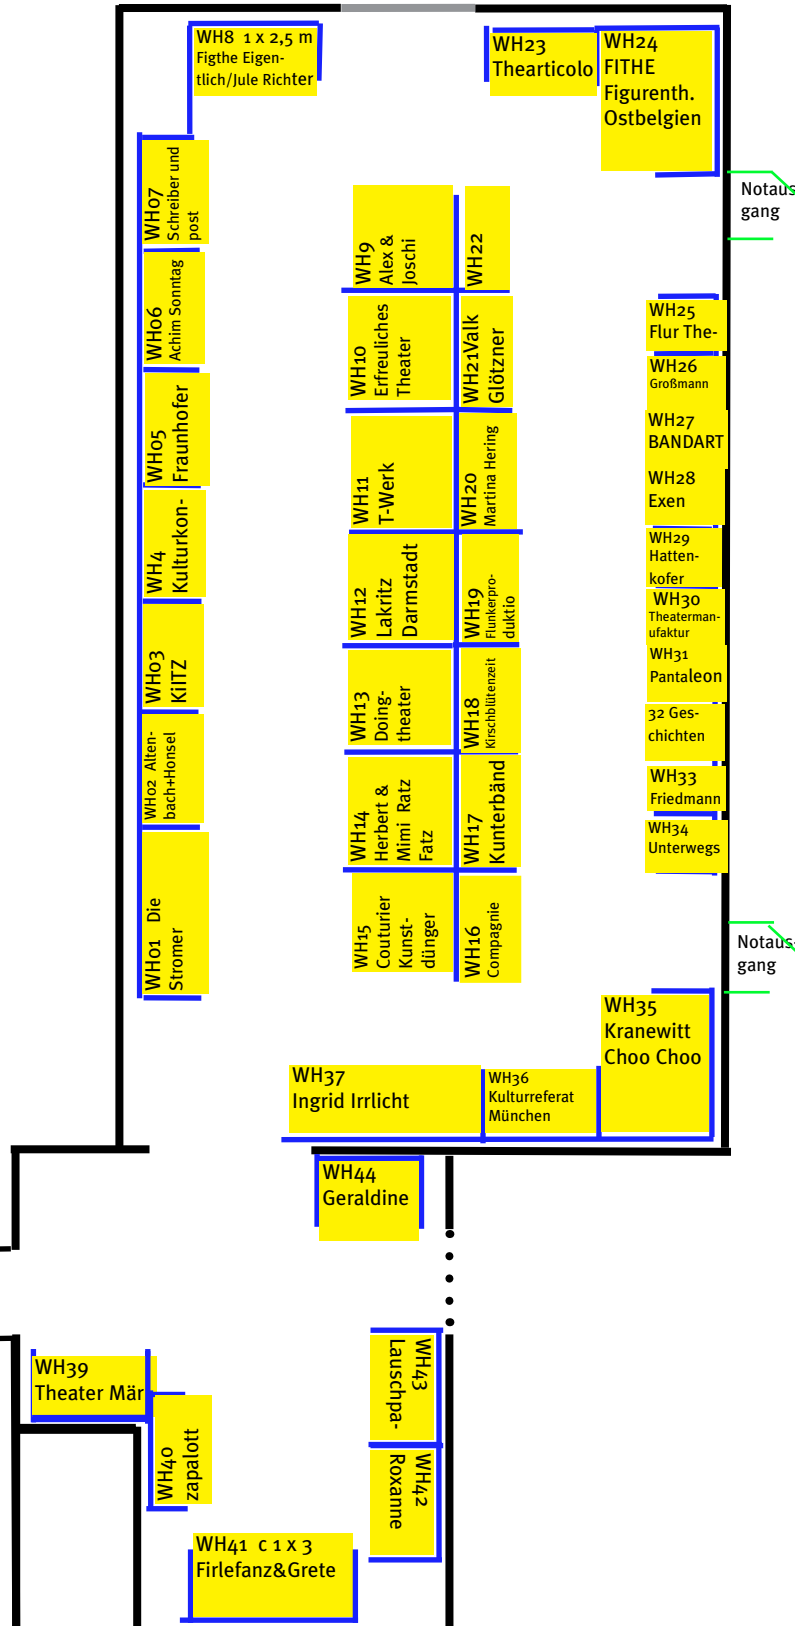 WH8 1 x 2,5 m
Figthe Eigen-
tlich/Jule Richter
WH23
Thearticolo
WH24
FITHE
Figurenth.
Ostbelgien
Notaus-
gang
WH07
Schreiber und
post
WH06
Achim Sonntag
WH05
Fraunhofer
WH4
Kulturkon-
WH03
KiITZ
WH02 Alten-
bach+Honsel
WH01 Die
Stromer
WH9
Alex &
Joschi
WH10
Erfreuliches
Theater
WH11
T-Werk
WH12
Lakritz
Darmstadt
WH13
Doing-
theater
WH14
Herbert &
Mimi Ratz
Fatz
WH15
Couturier
Kunst-
dünger
WH22
WH21Valk
Glötzner
WH20
Martina Hering
WH19
Flunkerpro-
duktio
WH18
Kirschblütenzeit
WH17
Kunterbänd
WH16
Compagnie
WH25
Flur The-
WH26
Großmann
WH27
BANDART
WH28
Exen
WH29
Hatten-
kofer
WH30
Theaterman-
ufaktur
WH31
Pantaleon
32 Ges-
chichten
WH33
Friedmann
WH34
Unterwegs
Notaus-
gang
WH35
Kranewitt
Choo Choo
WH37
Ingrid Irrlicht
WH36
Kulturreferat
München
WH44
Geraldine
WH39
Theater Mär
WH40
zapalott
WH43
Lauschpa-
WH42
Roxanne
WH41 c 1 x 3
Firlefanz&Grete